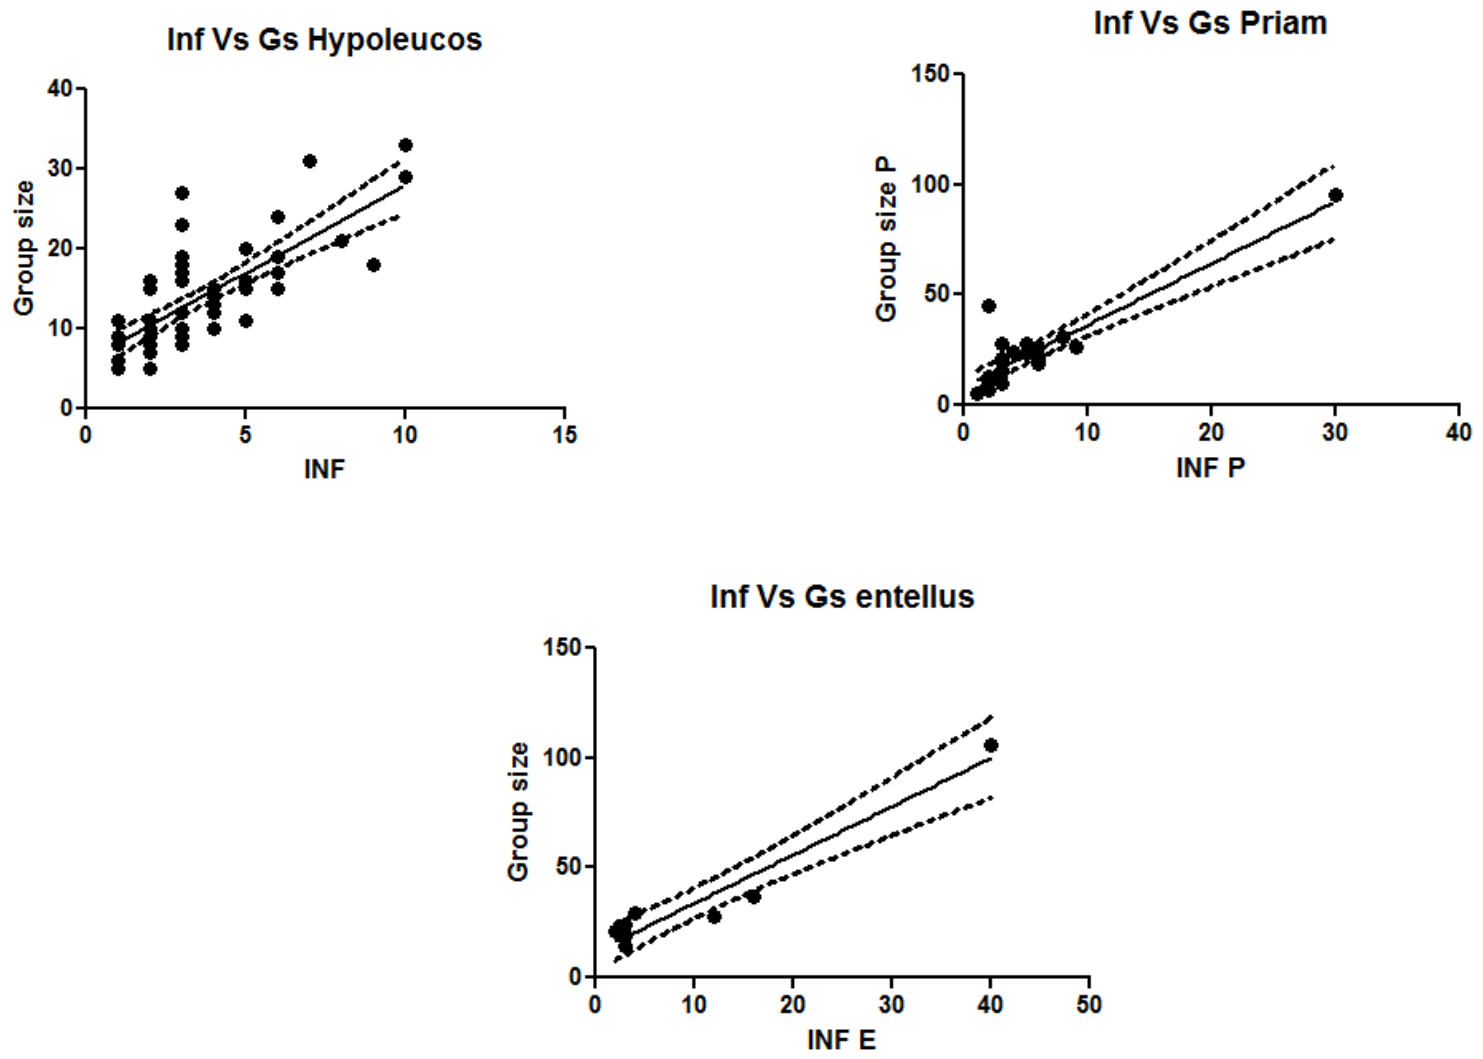 Inf Vs Gs Hypoleucos
40
30
20
10
0
Group size
0 5 10 15
INF
Inf Vs Gs Priam
150
100
50
0
Group size P
0 10 20 30 40
INF P
Inf Vs Gs entellus
150
100
50
0
Group size
0 10 20 30 40 50
INF E